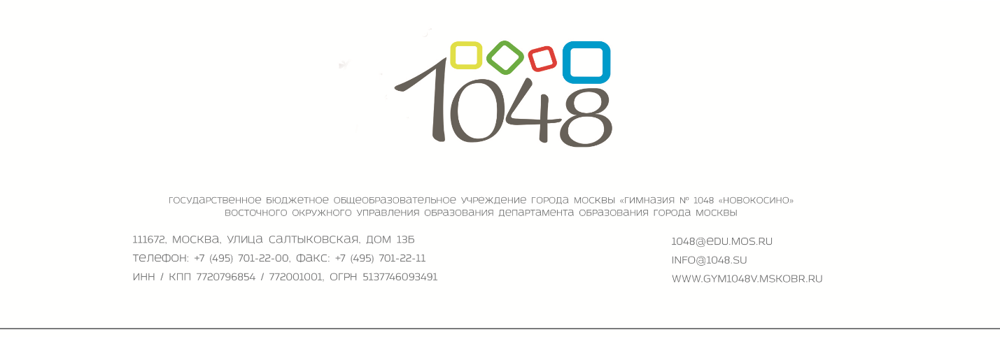 1048
ГОСУДАРСТВЕННОЕ БЮДЖЕТНОЕ ОБЩЕОБРАЗОВАТЕЛЬНОЕ УЧРЕЖДЕНИЕ ГОРОДА МОСКВЫ «ГИМНАЗИЯ № 1048 «НОВОКОСИНО»
ВОСТОЧНОГО ОКРУЖНОГО УПРАВЛЕНИЯ ОБРАЗОВАНИЯ ДЕПАРТАМЕНТА ОБРАЗОВАНИЯ ГОРОДА МОСКВЫ
111672, МОСКВА, УЛИЦА САЛТЫКОВСКАЯ, ДОМ 13Б
ТЕЛЕФОН: +7 (495) 701-22-00, ФАКС: +7 (495) 701-22-11
ИНН / КПП 7720796854 / 772001001, ОГРН 5137746093491
1048@EDU.MOS.RU
INFO@1048.SU
WWW.GYM1048V.MSKOBR.RU